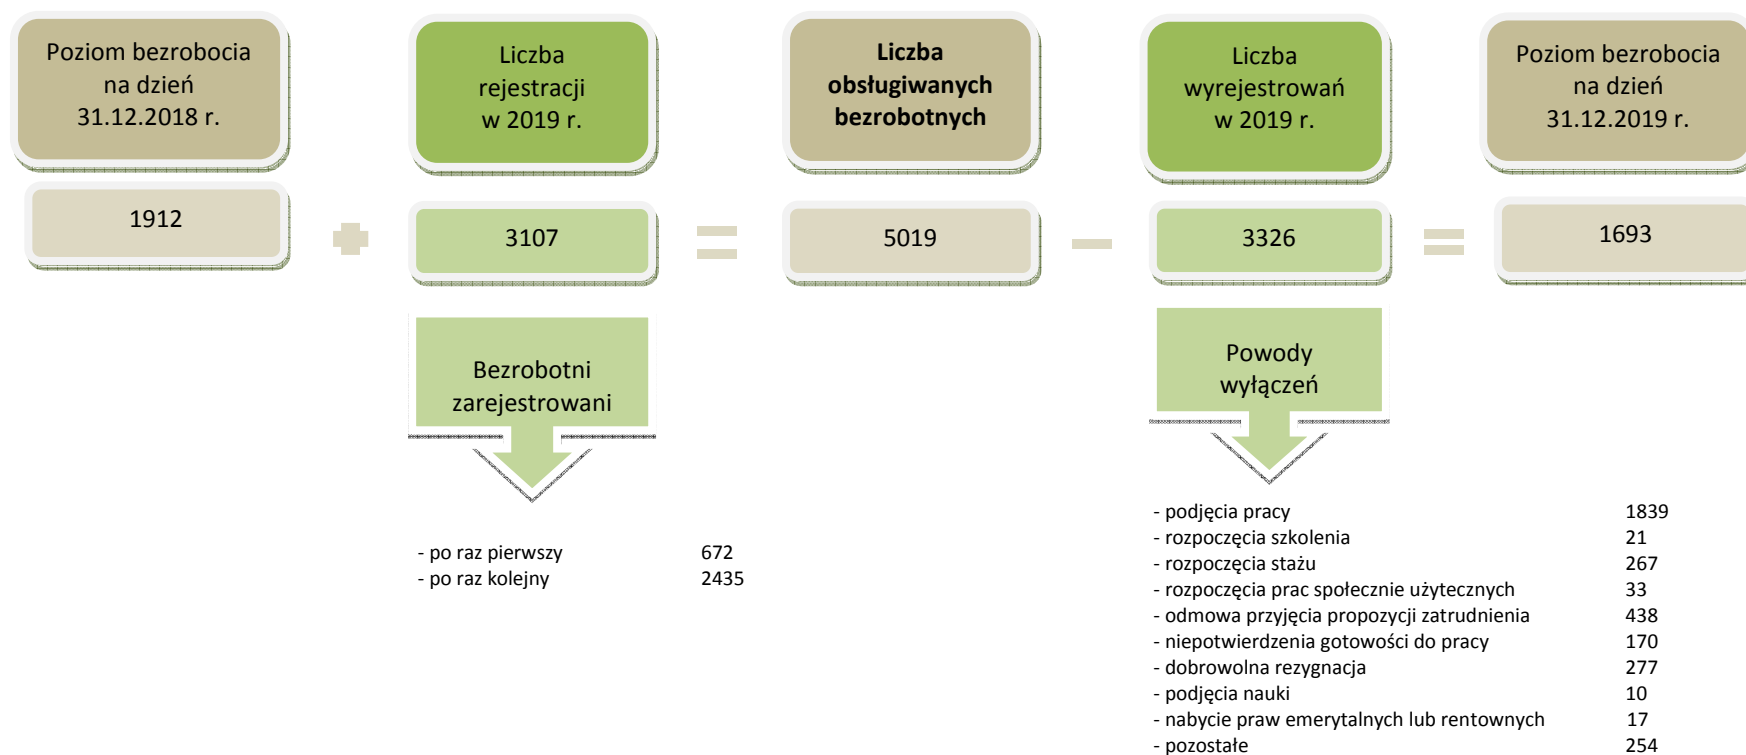 Poziom bezrobocia
na dzień
31.12.2018 r.
1912
Liczba
rejestracji
w 2019 r.
3107
Liczba
obsługiwanych
bezrobotnych
5019
Liczba
wyrejestrowań
w 2019 r.
3326
Poziom bezrobocia
na dzień
31.12.2019 r.
1693
Bezrobotni
zarejestrowani
- po raz pierwszy 672
- po raz kolejny 2435
Powody
wyłączeń
- podjęcia pracy 1839
- rozpoczęcia szkolenia 21
- rozpoczęcia stażu 267
- rozpoczęcia prac społecznie użytecznych 33
- odmowa przyjęcia propozycji zatrudnienia 438
- niepotwierdzenia gotowości do pracy 170
- dobrowolna rezygnacja 277
- podjęcia nauki 10
- nabycie praw emerytalnych lub rentownych 17
- pozostałe 254